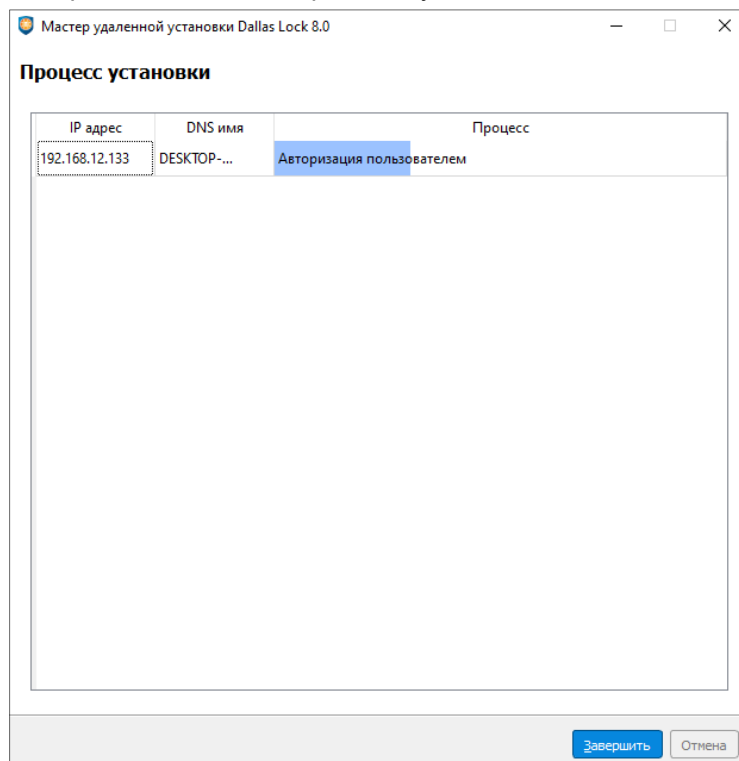 Мастер удаленной установки Dallas Lock 8.0
Процесс установки
IP адрес DNS имя Процесс
192.168.12.133 DESKTOP-... Авторизация пользователем
Завершить Отмена